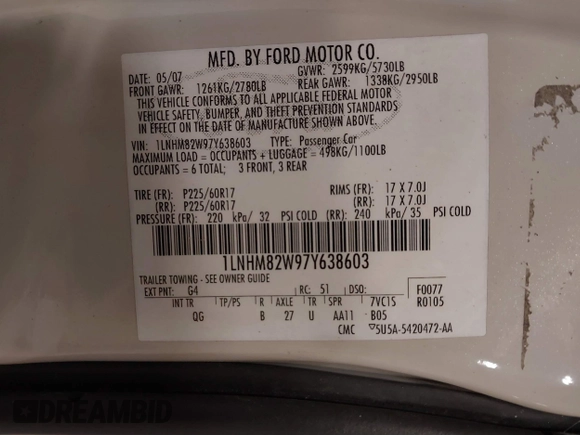 MFD. BY FORD MOTOR CO.
DATE: 05/07 GVWR: 2599KG/5730LB
FRONT GAWR: 1261KG/2780LB REAR GAWR: 1338KG/2950LB
THIS VEHICLE CONFORMS TO ALL APPLICABLE FEDERAL MOTOR
VEHICLE SAFETY, BUMPER, AND THEFT PREVENTION STANDARDS
IN EFFECT ON THE DATE OF MANUFACTURE SHOWN ABOVE.
VIN: 1LNHM82W97Y638603 TYPE: Passenger Car
MAXIMUM LOAD = OCCUPANTS + LUGGAGE = 498KG/1100LB
OCCUPANTS = 6 TOTAL; 3 FRONT, 3 REAR
TIRE (FR): P225/60R17 RIMS (FR): 17 X 7.0J
(RR): P225/60R17 (RR): 17 X 7.0J
PRESSURE (FR): 220 kPa/ 32 PSI COLD (RR): 240 kPa/ 35 PSI COLD
1LNHM82W97Y638603
TRAILER TOWING - SEE OWNER GUIDE
EXT PNT: G4 RC: 51 DSO: F0077
INT TR TP/PS R AXLE TR SPR 7VC1S R0105
QG B 27 U AA11 B05
CMC 5U5A-5420472-AA
DREAMBID